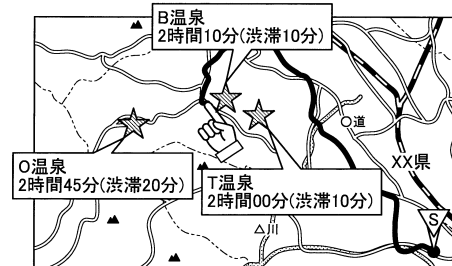 B温泉
2時間10分(渋滞10分)
〇道
XX県
O温泉
2時間45分(渋滞20分)
T温泉
2時間00分(渋滞10分)
S
△川